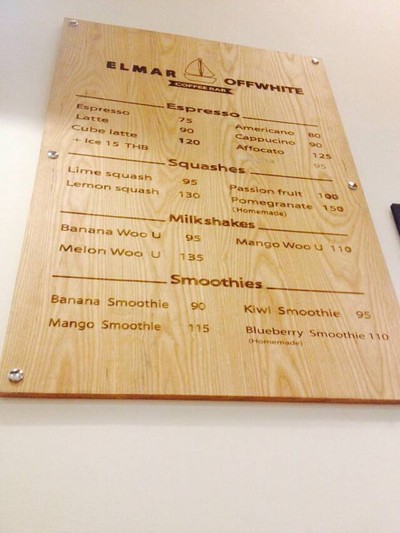 ELMAR OFFWHITE
COFFEE BAR
Espresso
Espresso 75
Latte 90
Cube latte 120
+ Ice 15 THB
Americano 80
Cappucino 90
Affocato 125
95
Squashes
Lime squash 95
Lemon squash 130
Passion fruit 100
Pomegranate 150
(Homemade)
Milkshakes
Banana Woo U 95
Melon Woo U 135
Mango Woo U 110
Smoothies
Banana Smoothie 90
Mango Smoothie 115
Kiwi Smoothie 95
Blueberry Smoothie 110
(Homemade)